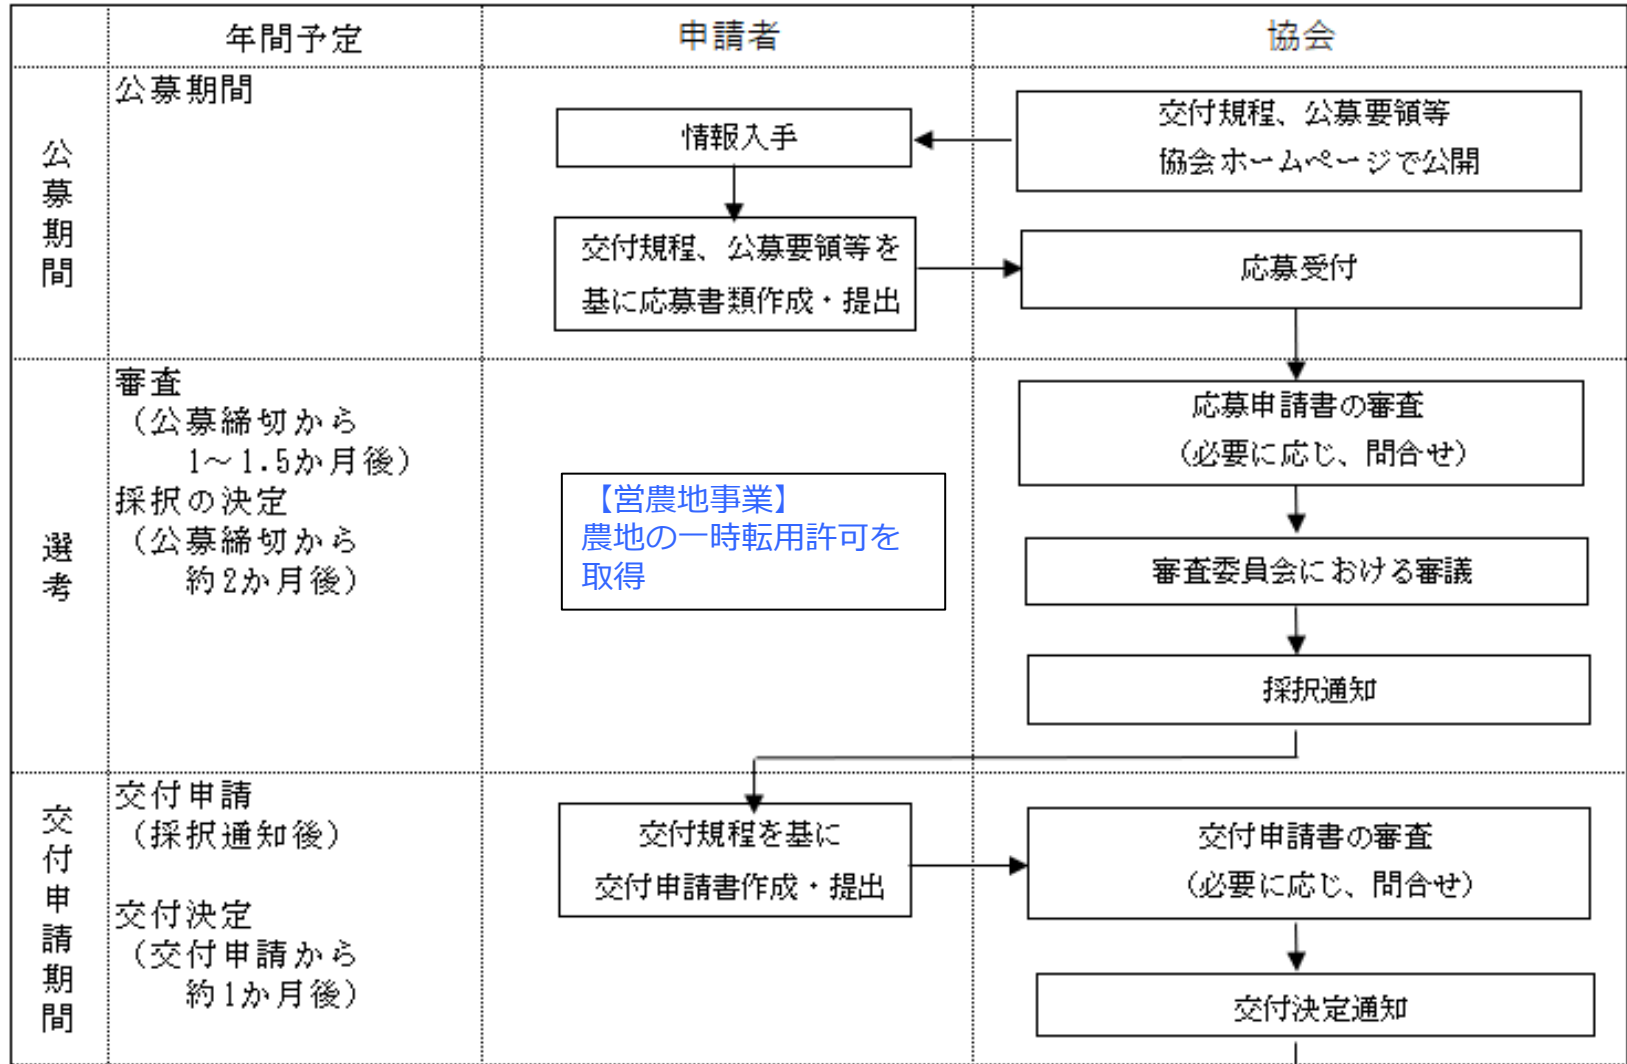 年間予定
申請者
協会
公募期間
公募期間
情報入手
交付規程、公募要領等
協会ホームページで公開
交付規程、公募要領等を
基に応募書類作成・提出
応募受付
選考
審査
（公募締切から
1～1.5か月後）
採択の決定
（公募締切から
約2か月後）
【営農地事業】
農地の一時転用許可を
取得
応募申請書の審査
（必要に応じ、問合せ）
審査委員会における審議
採択通知
交付申請期間
交付申請
（採択通知後）
交付決定
（交付申請から
約1か月後）
交付規程を基に
交付申請書作成・提出
交付申請書の審査
（必要に応じ、問合せ）
交付決定通知